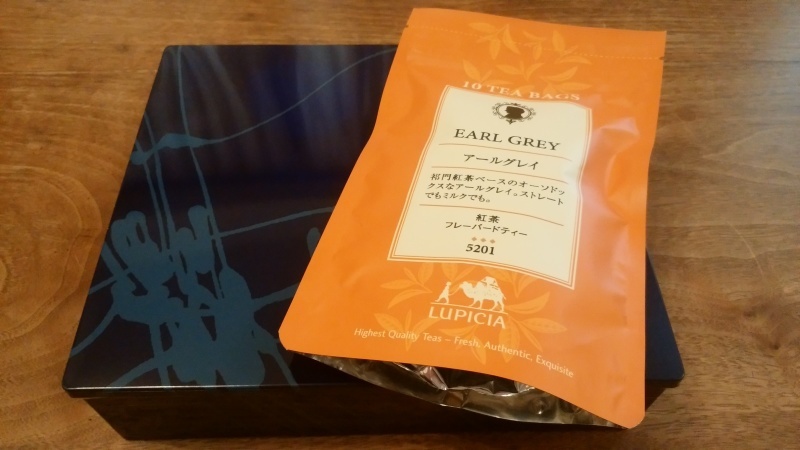 10 TEA BAGS
EARL GREY
アールグレイ
祁門紅茶ベースのオーソドッ
クスなアールグレイ。ストレート
でもミルクでも。
紅茶
フレーバードティー
5201
LUPICIA
Highest Quality Teas – Fresh, Authentic, Exquisite